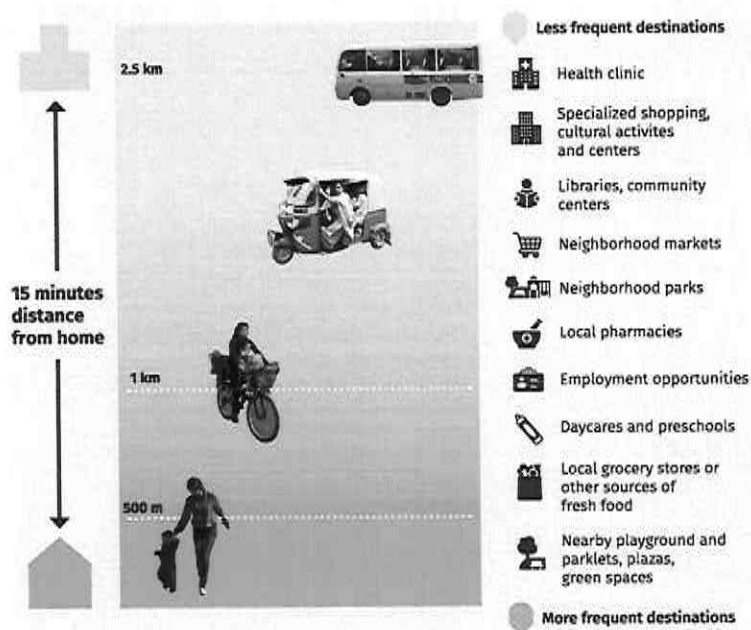 15 minutes
distance
from home
2.5 km
1 km
500 m
Less frequent destinations
Health clinic
Specialized shopping,
cultural activites
and centers
Libraries, community
centers
Neighborhood markets
Neighborhood parks
Local pharmacies
Employment opportunities
Daycares and preschools
Local grocery stores or
other sources of
fresh food
Nearby playground and
parklets, plazas,
green spaces
More frequent destinations